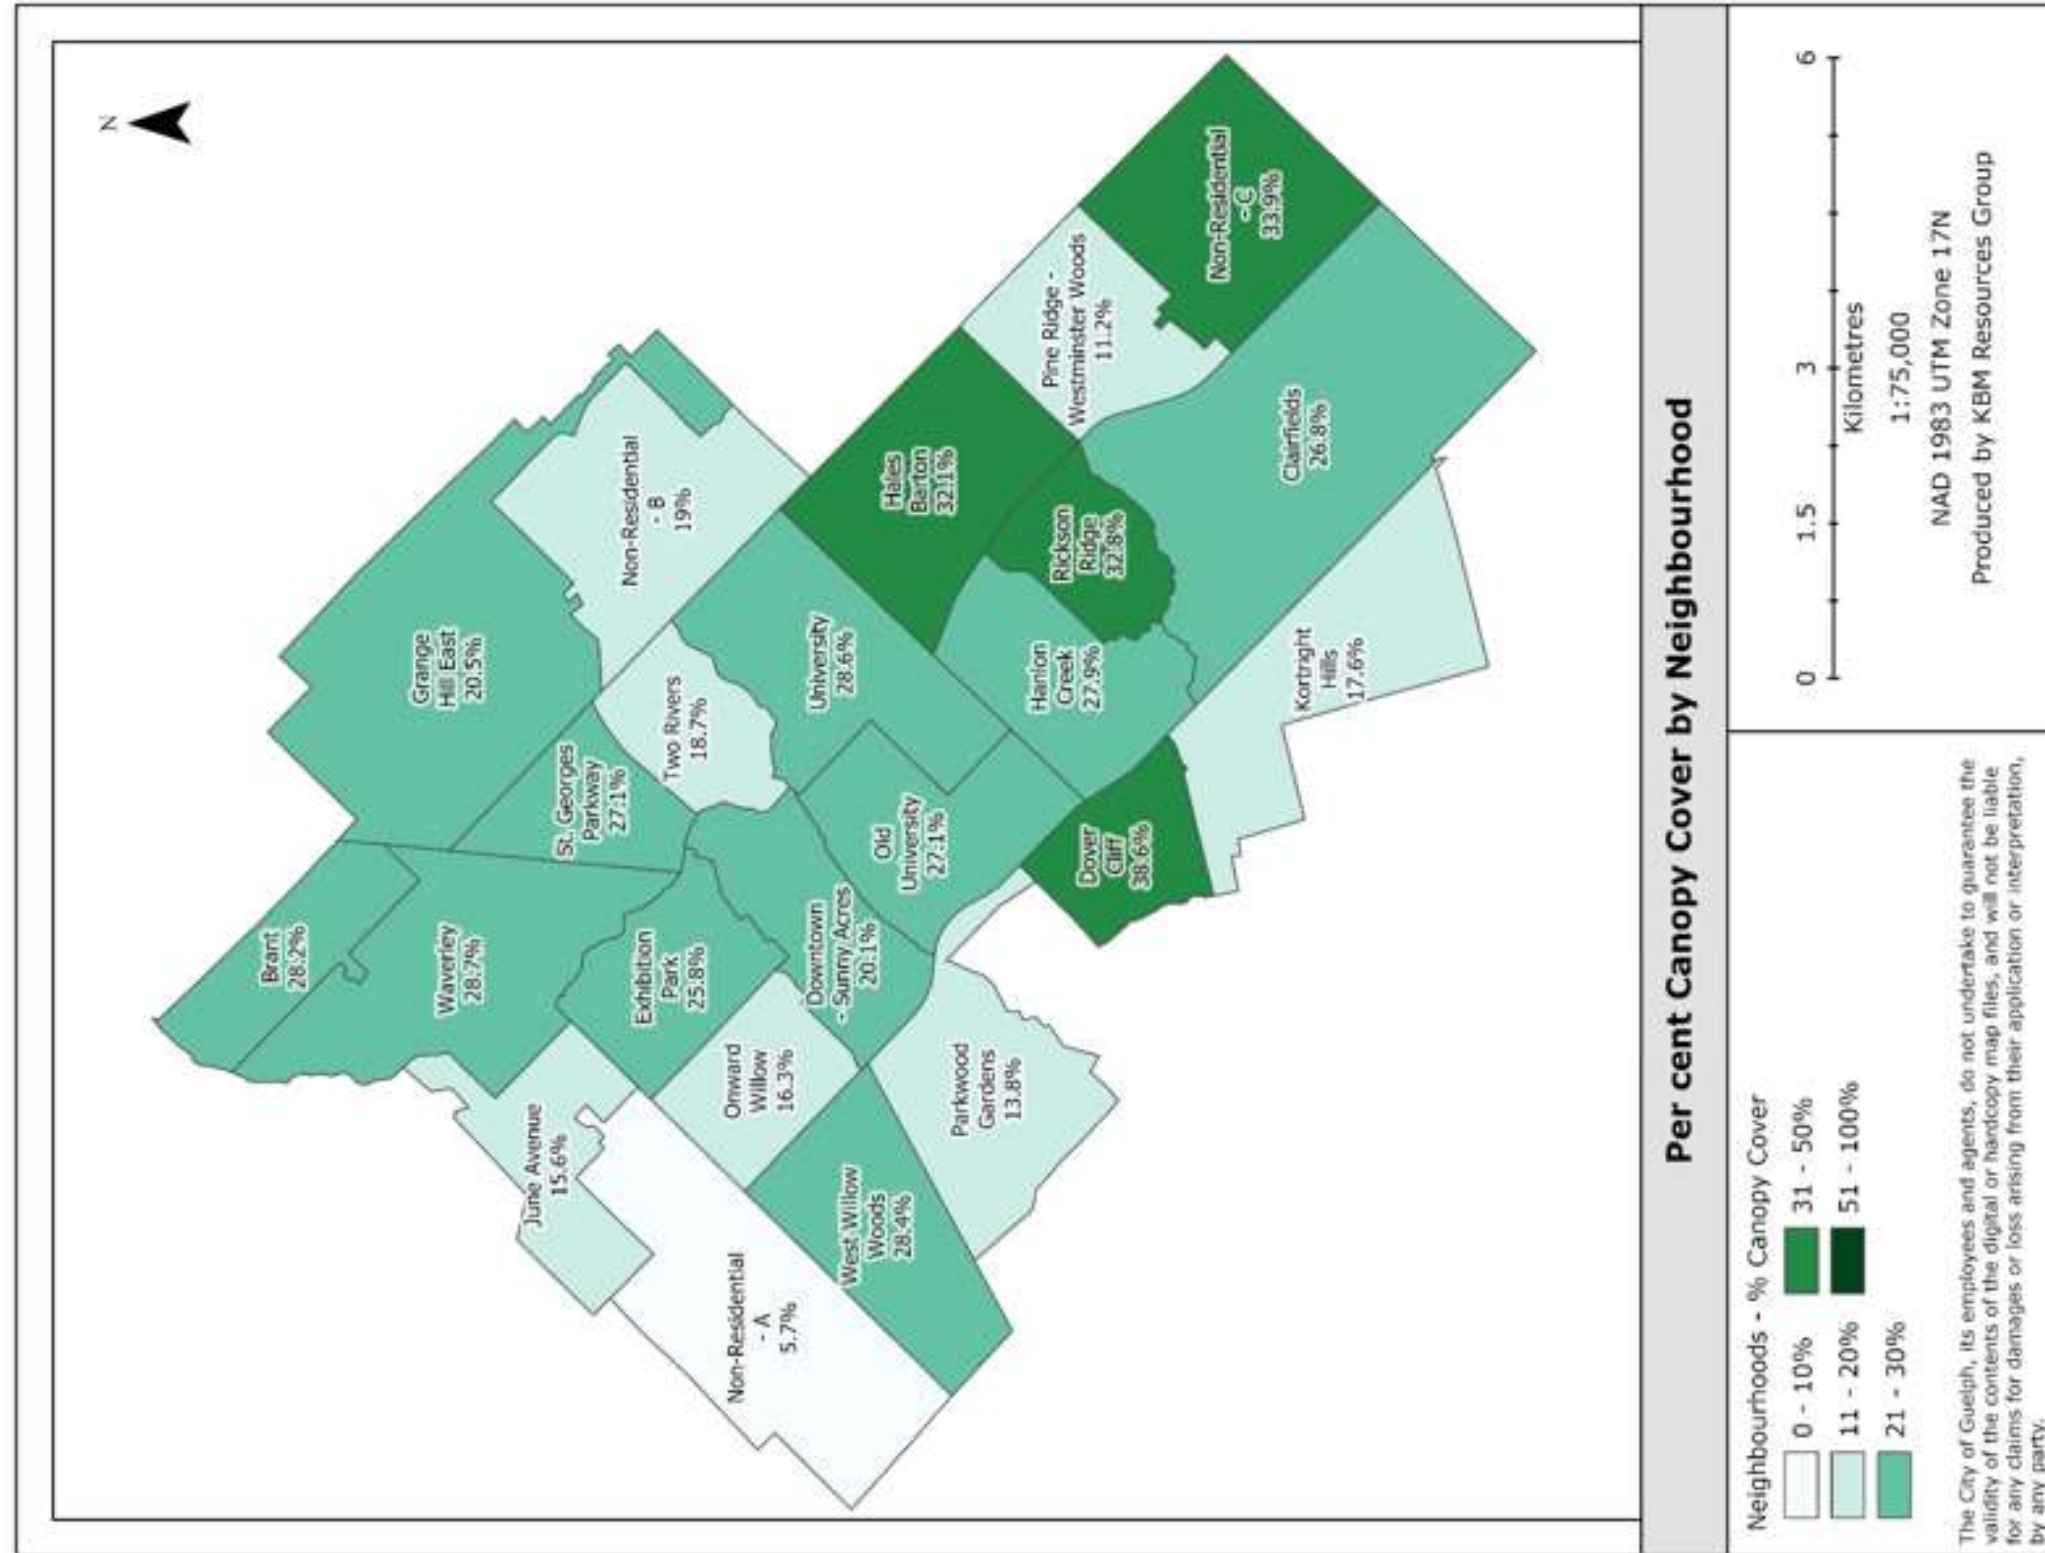 N
Brant
28.2%
Waverley
28.7%
Grange
Hill East
20.5%
June Avenue
15.6%
St. Georges
Parkway
27.1%
Exhibition
Park
25.8%
Non-Residential
- B
19%
Two Rivers
18.7%
Onward
Willow
16.3%
Non-Residential
- A
5.7%
Downtown
- Sunny Acres
20.1%
University
28.6%
West Willow
Woods
28.4%
Old
University
27.1%
Hales
Barton
32.1%
Parkwood
Gardens
13.8%
Hanlon
Creek
27.9%
Rickson
Ridge
32.8%
Pine Ridge -
Westminster Woods
11.2%
Dover
Cliff
38.6%
Non-Residential
- C
33.9%
Clairfields
26.8%
Kortright
Hills
17.6%
Per cent Canopy Cover by Neighbourhood
Neighbourhoods - % Canopy Cover
0 - 10%
11 - 20%
21 - 30%
31 - 50%
51 - 100%
The City of Guelph, its employees and agents, do not undertake to guarantee the
validity of the contents of the digital or hardcopy map files, and will not be liable
for any claims for damages or loss arising from their application or interpretation,
by any party.
0 1.5 3 6
Kilometres
1:75,000
NAD 1983 UTM Zone 17N
Produced by KBM Resources Group